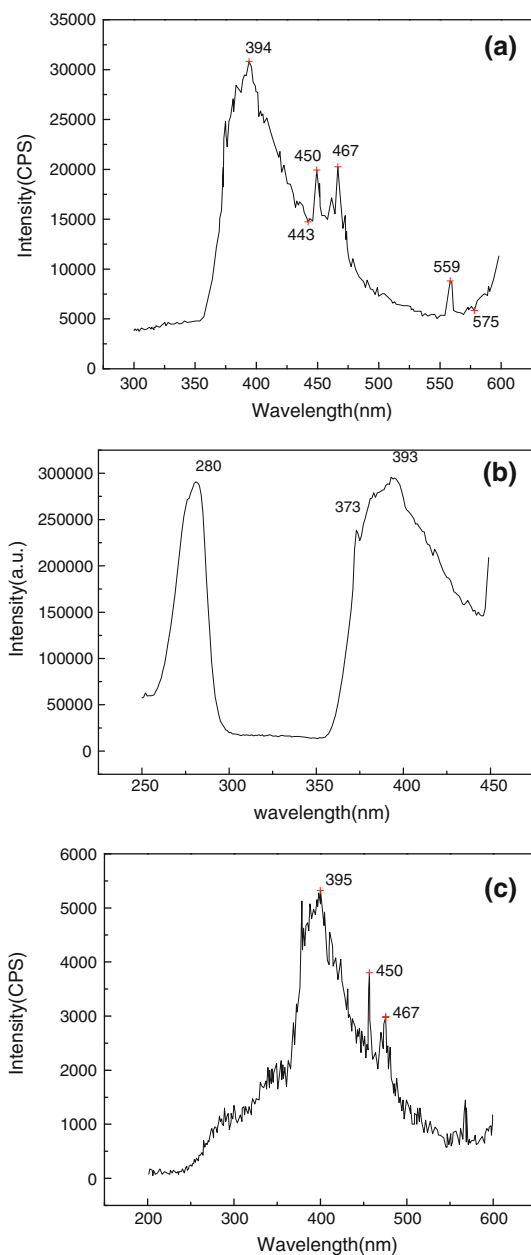 (a)
394
450
467
443
559
575
35000
30000
25000
20000
15000
10000
5000
0
Intensity(CPS)
300 350 400 450 500 550 600
Wavelength(nm)
(b)
280
393
373
300000
250000
200000
150000
100000
50000
0
Intensity(a.u.)
250 300 350 400 450
wavelength(nm)
(c)
395
450
467
6000
5000
4000
3000
2000
1000
0
Intensity(CPS)
200 300 400 500 600
Wavelength(nm)